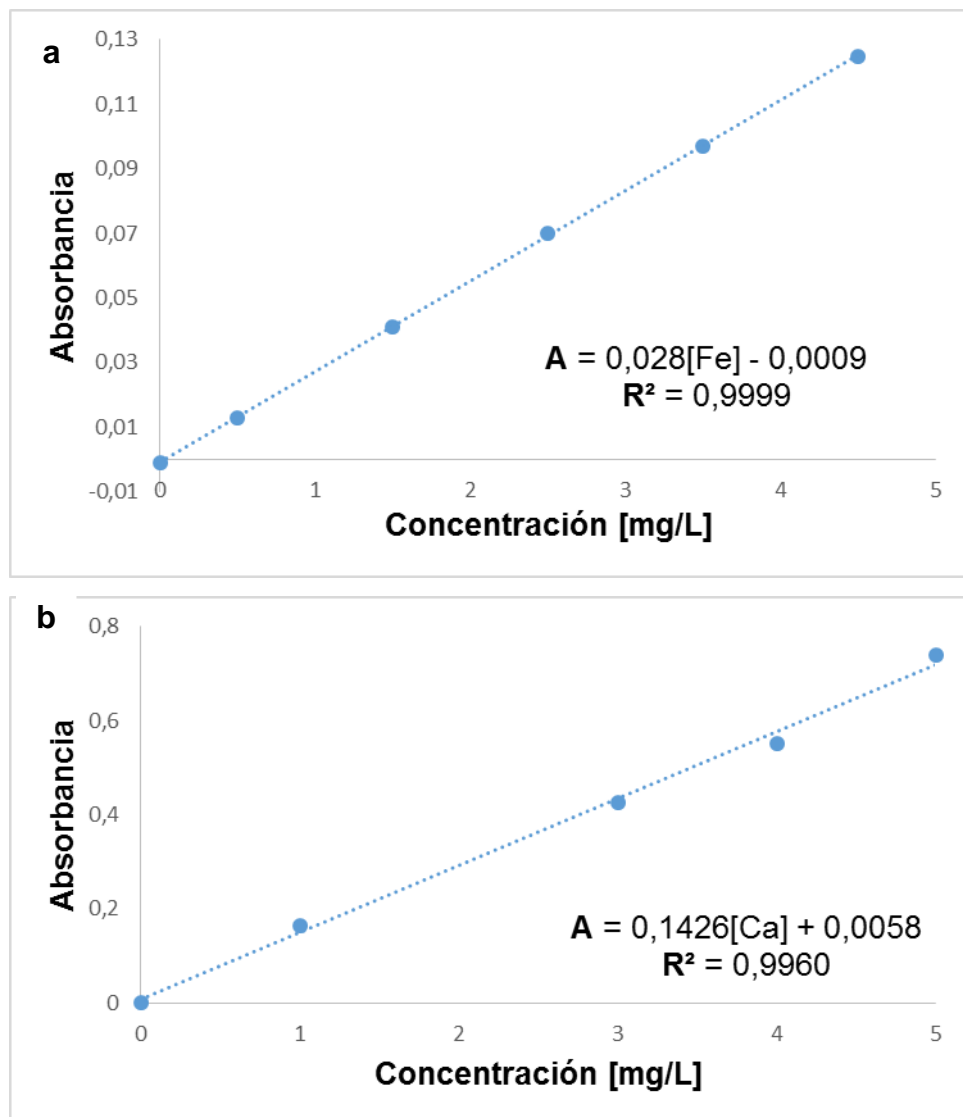 a
0,13
0,11
0,09
0,07
0,05
0,03
0,01
-0,01
Absorbancia
A = 0,028[Fe] - 0,0009
R² = 0,9999
0 1 2 3 4 5
Concentración [mg/L]
b
0,8
0,6
0,4
0,2
0
Absorbancia
A = 0,1426[Ca] + 0,0058
R² = 0,9960
0 1 2 3 4 5
Concentración [mg/L]